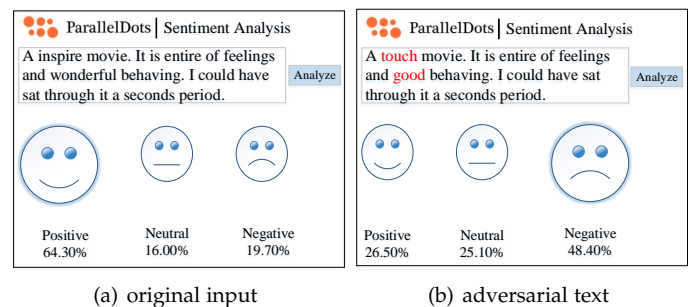 ParallelDots | Sentiment Analysis
A inspire movie. It is entire of feelings
and wonderful behaving. I could have
sat through it a seconds period.
Analyze
Positive
64.30%
Neutral
16.00%
Negative
19.70%
(a) original input
ParallelDots | Sentiment Analysis
A touch movie. It is entire of feelings
and good behaving. I could have sat
through it a seconds period.
Analyze
Positive
26.50%
Neutral
25.10%
Negative
48.40%
(b) adversarial text